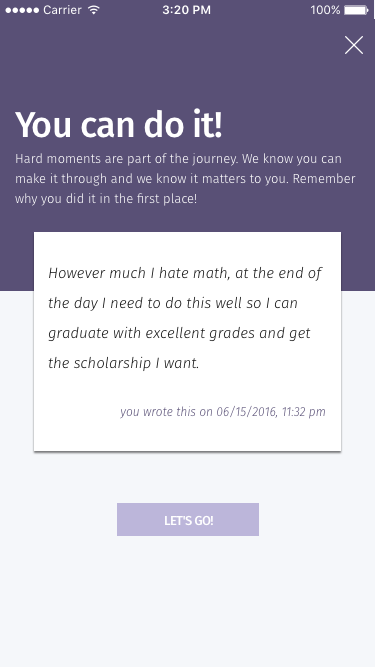 Carrier 3:20 PM 100%
You can do it!
Hard moments are part of the journey. We know you can
make it through and we know it matters to you. Remember
why you did it in the first place!
However much I hate math, at the end of
the day I need to do this well so I can
graduate with excellent grades and get
the scholarship I want.
you wrote this on 06/15/2016, 11:32 pm
LET'S GO!